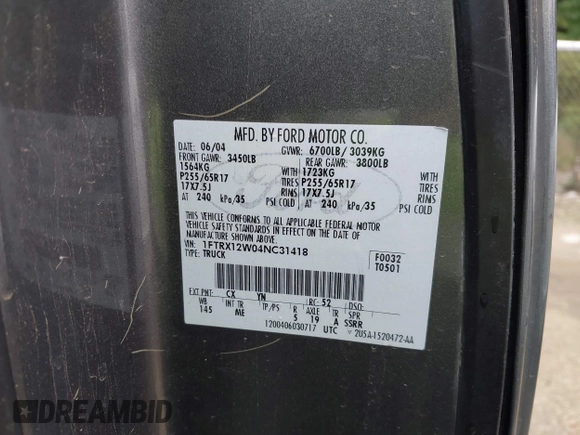 MFD. BY FORD MOTOR CO.
DATE: 06/04 GVWR: 6700LB/ 3039KG
FRONT GAWR: 3450LB REAR GAWR: 3800LB
1564KG WITH 1723KG WITH
P255/65R17 TIRES P255/65R17 TIRES
17X7.5J RIMS 17X7.5J RIMS
AT 240 kPa/35 PSI COLD AT 240 kPa/35 PSI COLD
THIS VEHICLE CONFORMS TO ALL APPLICABLE FEDERAL MOTOR
VEHICLE SAFETY STANDARDS IN EFFECT ON THE DATE OF
MANUFACTURE SHOWN ABOVE.
VIN: 1FTRX12W04NC31418 F0032
TYPE: TRUCK T0501
EXT PNT: CX YN RC: 52 DSO:
WB INT TR TP/PS R AXLE TR SPR
145 ME 5 19 A SSRR
1200406030717 UTC 2U5A-1520472-AA
Ford
DREAMBID